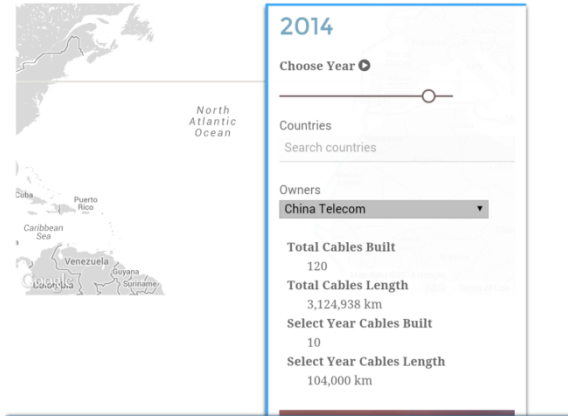 2014
Choose Year
North
Atlantic
Ocean
Countries
Search countries
Cuba
Puerto
Rico
Caribbean
Sea
Venezuela
Guyana
Suriname
Google
Colombia
Owners
China Telecom
Total Cables Built
120
Total Cables Length
3,124,938 km
Select Year Cables Built
10
Select Year Cables Length
104,000 km